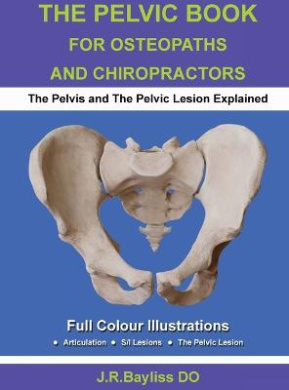 THE PELVIC BOOK
FOR OSTEOPATHS
AND CHIROPRACTORS
The Pelvis and The Pelvic Lesion Explained
Full Colour Illustrations
● Articulation ● S/I Lesions ● The Pelvic Lesion
J.R.Bayliss DO